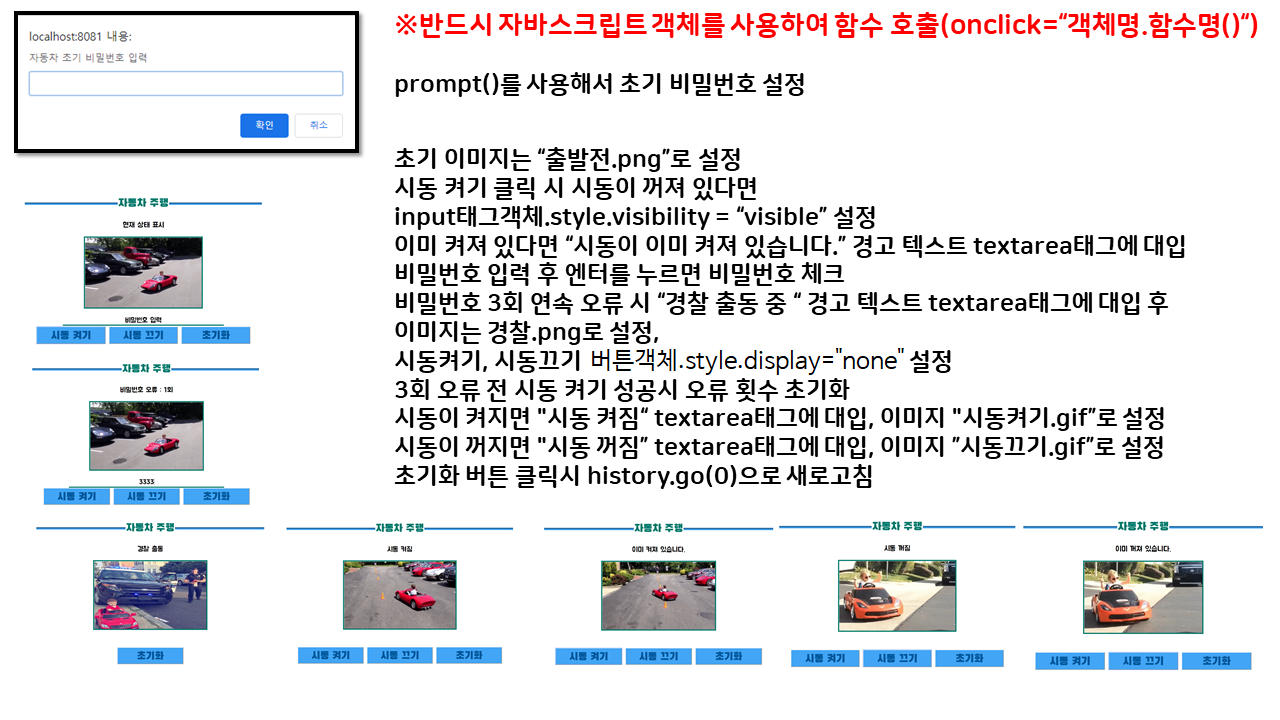 localhost:8081 내용:
자동차 초기 비밀번호 입력
확인 취소
※반드시 자바스크립트 객체를 사용하여 함수 호출(onclick=“객체명.함수명()“)
prompt()를 사용해서 초기 비밀번호 설정
초기 이미지는 “출발전.png”로 설정
시동 켜기 클릭 시 시동이 꺼져 있다면
input태그객체.style.visibility = “visible” 설정
이미 켜져 있다면 “시동이 이미 켜져 있습니다.” 경고 텍스트 textarea태그에 대입
비밀번호 입력 후 엔터를 누르면 비밀번호 체크
비밀번호 3회 연속 오류 시 “경찰 출동 중 “ 경고 텍스트 textarea태그에 대입 후
이미지는 경찰.png로 설정,
시동켜기, 시동끄기 버튼객체.style.display="none" 설정
3회 오류 전 시동 켜기 성공시 오류 횟수 초기화
시동이 켜지면 "시동 켜짐“ textarea태그에 대입, 이미지 "시동켜기.gif”로 설정
시동이 꺼지면 "시동 꺼짐” textarea태그에 대입, 이미지 ”시동끄기.gif”로 설정
초기화 버튼 클릭시 history.go(0)으로 새로고침
자동차 주행
현재 상태 표시
비밀번호 입력
시동 켜기 시동 끄기 초기화
자동차 주행
비밀번호 오류 : 1회
3333
시동 켜기 시동 끄기 초기화
자동차 주행
경찰 출동
초기화
자동차 주행
시동 켜짐
시동 켜기 시동 끄기 초기화
자동차 주행
이미 켜져 있습니다.
시동 켜기 시동 끄기 초기화
자동차 주행
시동 꺼짐
시동 켜기 시동 끄기 초기화
자동차 주행
이미 꺼져 있습니다.
시동 켜기 시동 끄기 초기화